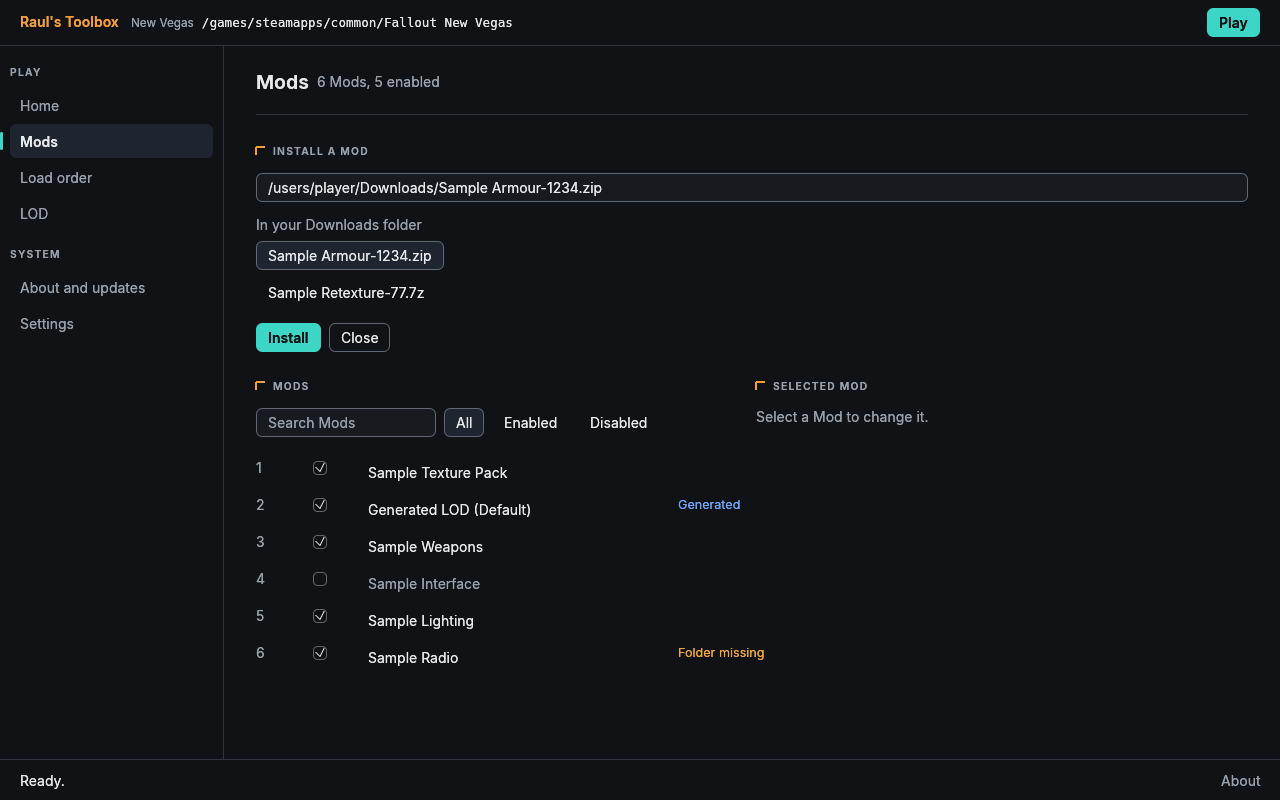 Raul's Toolbox New Vegas /games/steamapps/common/Fallout New Vegas Play
PLAY
Home
Mods
Load order
LOD
SYSTEM
About and updates
Settings
Mods 6 Mods, 5 enabled
INSTALL A MOD
/users/player/Downloads/Sample Armour-1234.zip
In your Downloads folder
Sample Armour-1234.zip
Sample Retexture-77.7z
Install Close
MODS
Search Mods All Enabled Disabled
1 Sample Texture Pack
2 Generated LOD (Default) Generated
3 Sample Weapons
4 Sample Interface
5 Sample Lighting
6 Sample Radio Folder missing
SELECTED MOD
Select a Mod to change it.
Ready. About